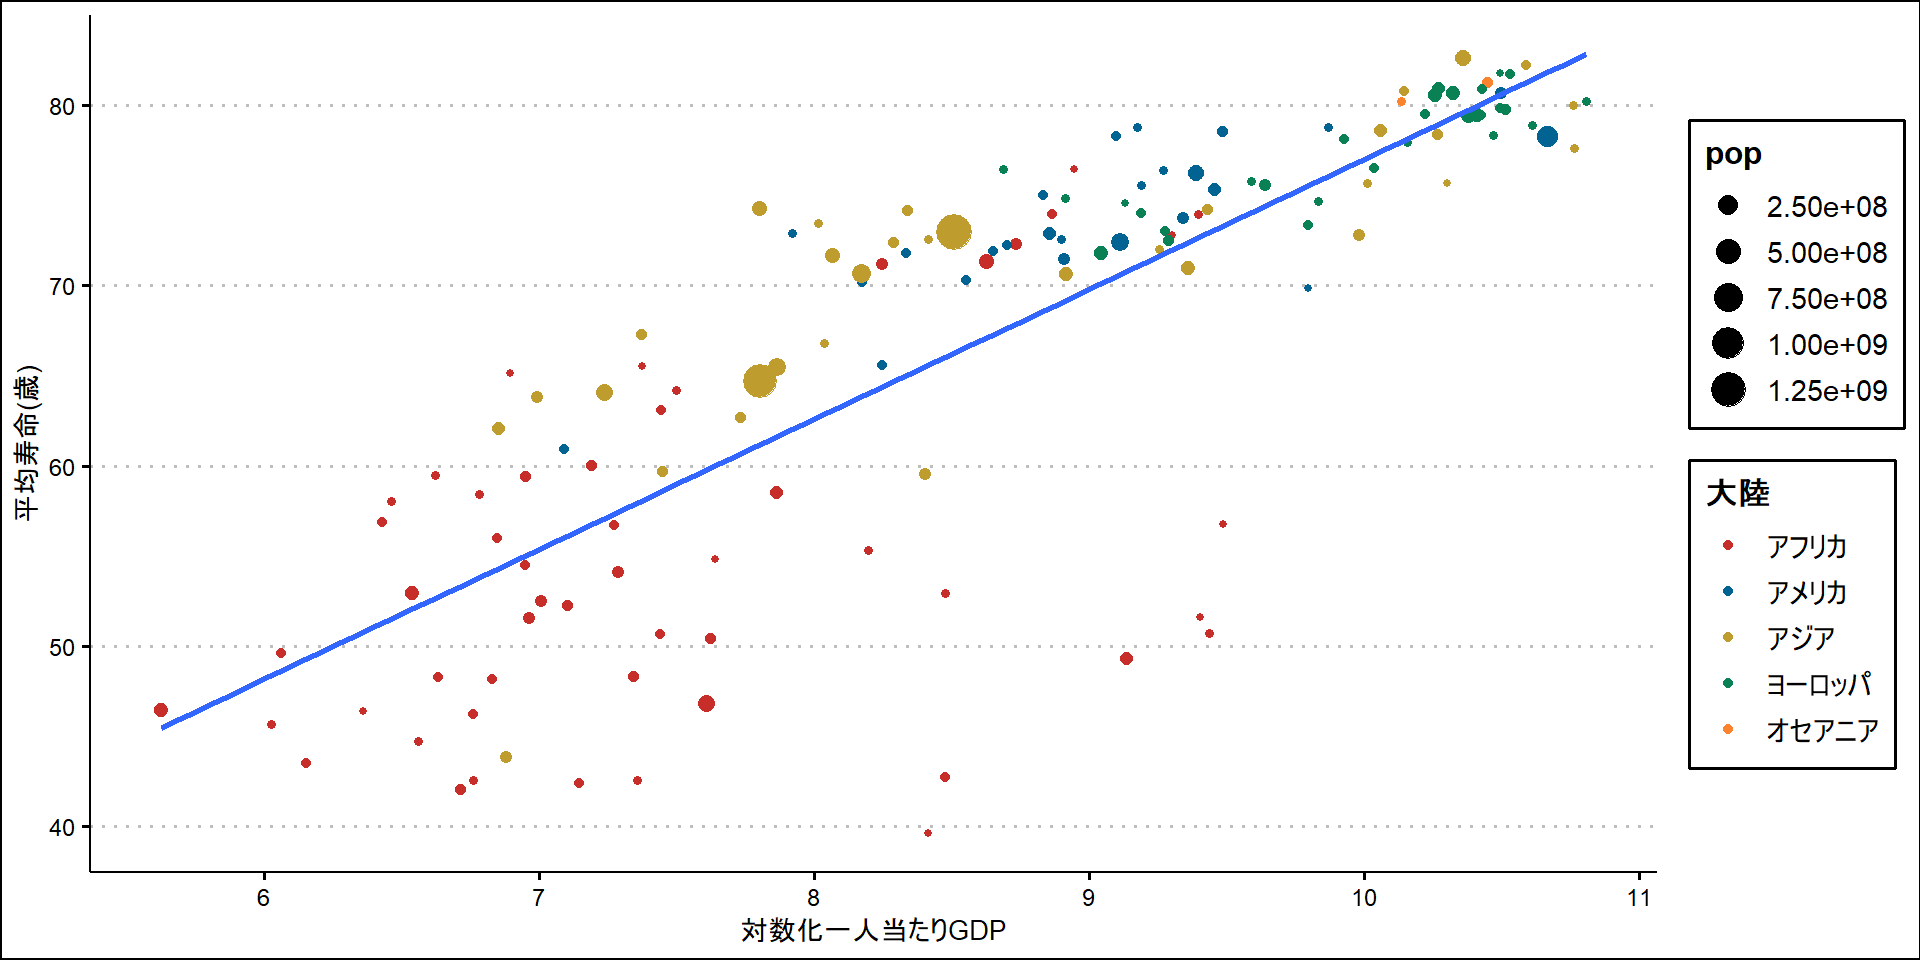 80
70
60
50
40
平均寿命(歳)
6 7 8 9 10 11
対数化一人当たりGDP
pop
2.50e+08
5.00e+08
7.50e+08
1.00e+09
1.25e+09
大陸
アフリカ
アメリカ
アジア
ヨーロッパ
オセアニア